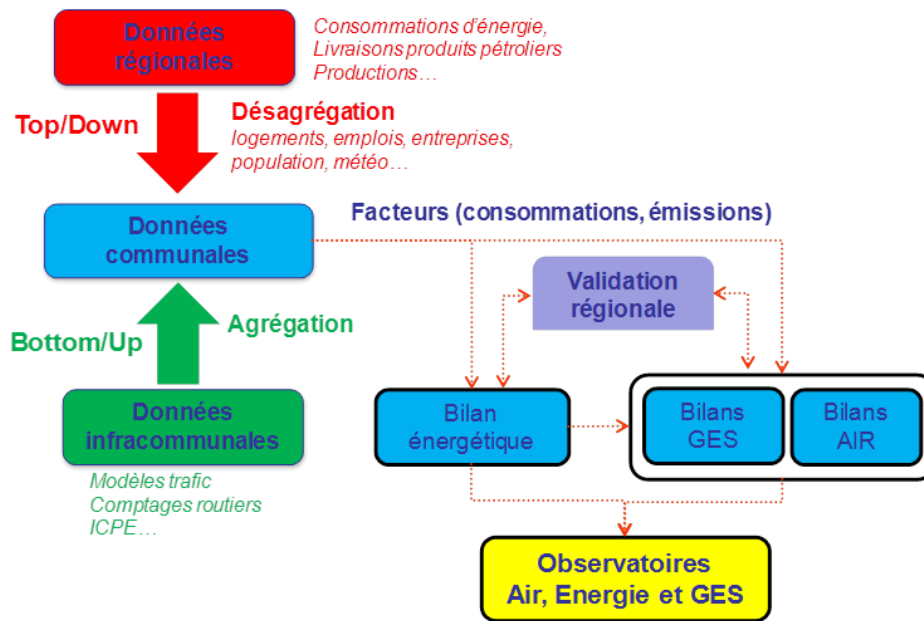 Données
régionales
Consommations d'énergie,
Livraisons produits pétroliers
Productions…
Top/Down
Désagrégation
logements, emplois, entreprises,
population, météo…
Données
communales
Facteurs (consommations, émissions)
Validation
régionale
Bottom/Up
Agrégation
Données
infracommunales
Modèles trafic
Comptages routiers
ICPE…
Bilan
énergétique
Bilans
GES
Bilans
AIR
Observatoires
Air, Energie et GES